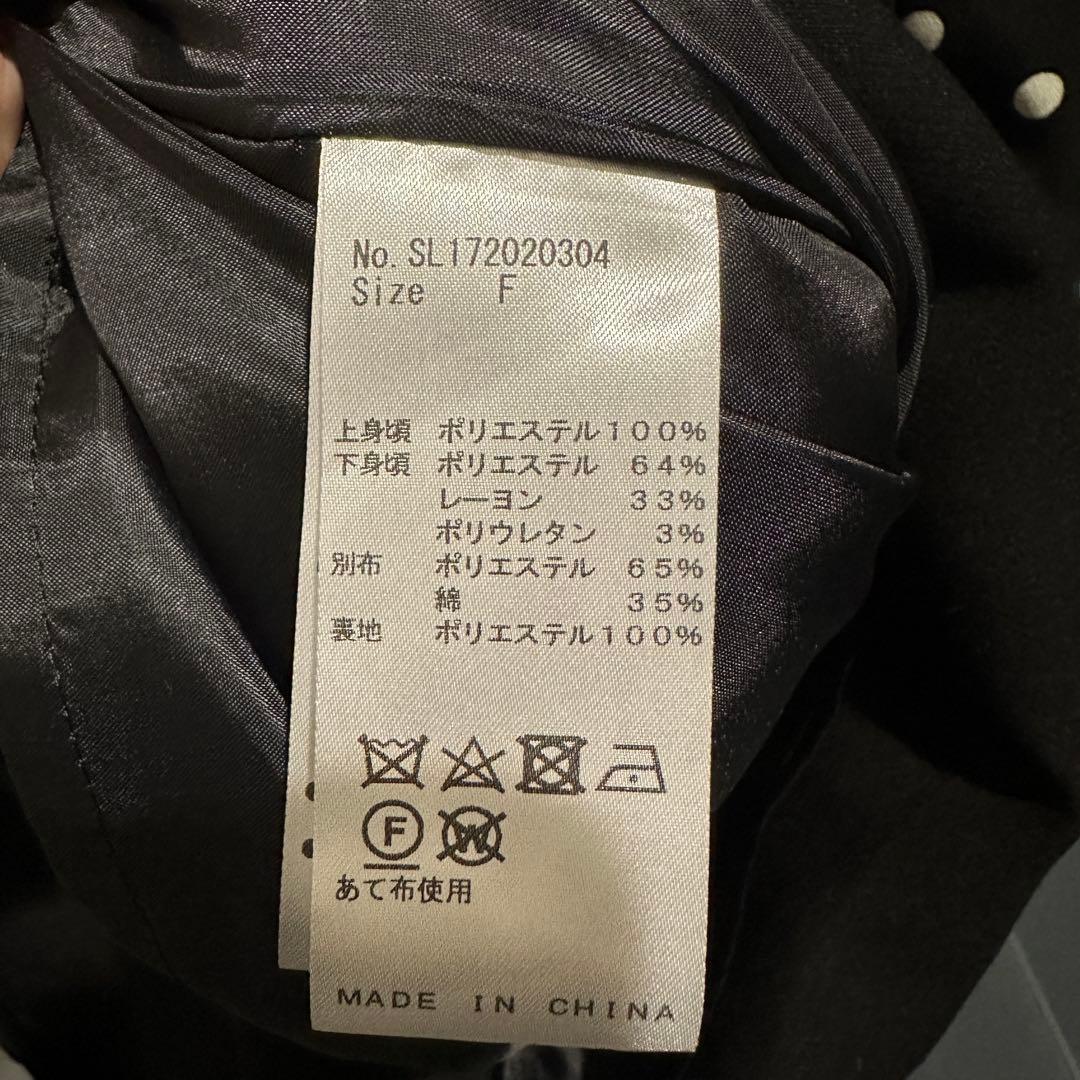 No. SL172020304
Size F
上身頃 ポリエステル100%
下身頃 ポリエステル 64%
レーヨン 33%
ポリウレタン 3%
別布 ポリエステル 65%
綿 35%
裏地 ポリエステル100%
F W
あて布使用
MADE IN CHINA